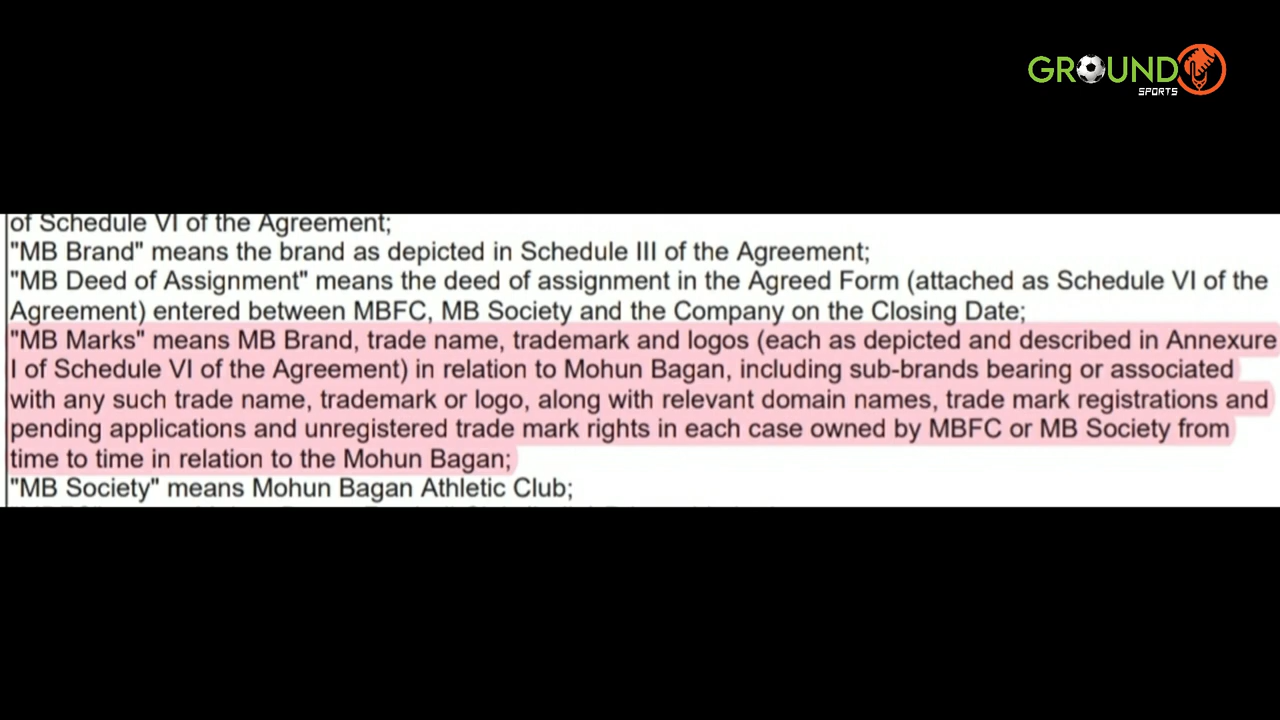 GROUND
SPORTS
of Schedule VI of the Agreement;
"MB Brand" means the brand as depicted in Schedule III of the Agreement;
"MB Deed of Assignment" means the deed of assignment in the Agreed Form (attached as Schedule VI of the
Agreement) entered between MBFC, MB Society and the Company on the Closing Date;
"MB Marks" means MB Brand, trade name, trademark and logos (each as depicted and described in Annexure
I of Schedule VI of the Agreement) in relation to Mohun Bagan, including sub-brands bearing or associated
with any such trade name, trademark or logo, along with relevant domain names, trade mark registrations and
pending applications and unregistered trade mark rights in each case owned by MBFC or MB Society from
time to time in relation to the Mohun Bagan;
"MB Society" means Mohun Bagan Athletic Club;